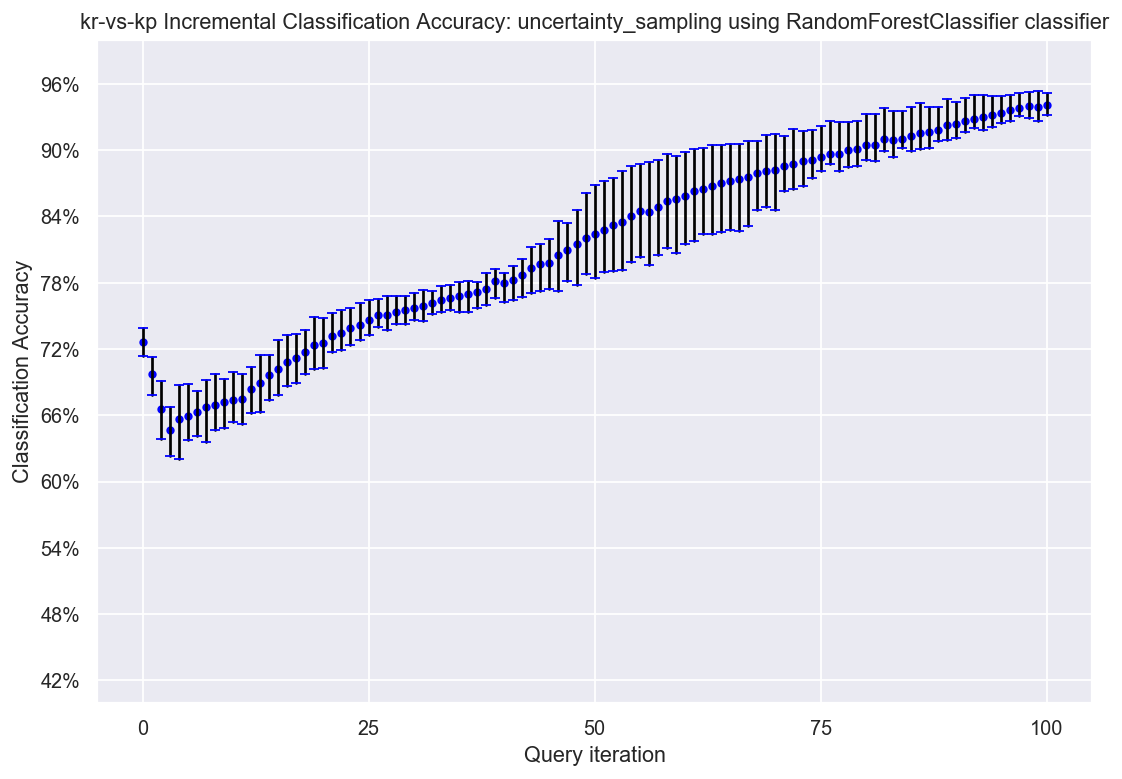 kr-vs-kp Incremental Classification Accuracy: uncertainty_sampling using RandomForestClassifier classifier
96%
90%
84%
78%
72%
66%
60%
54%
48%
42%
Classification Accuracy
0 25 50 75 100
Query iteration